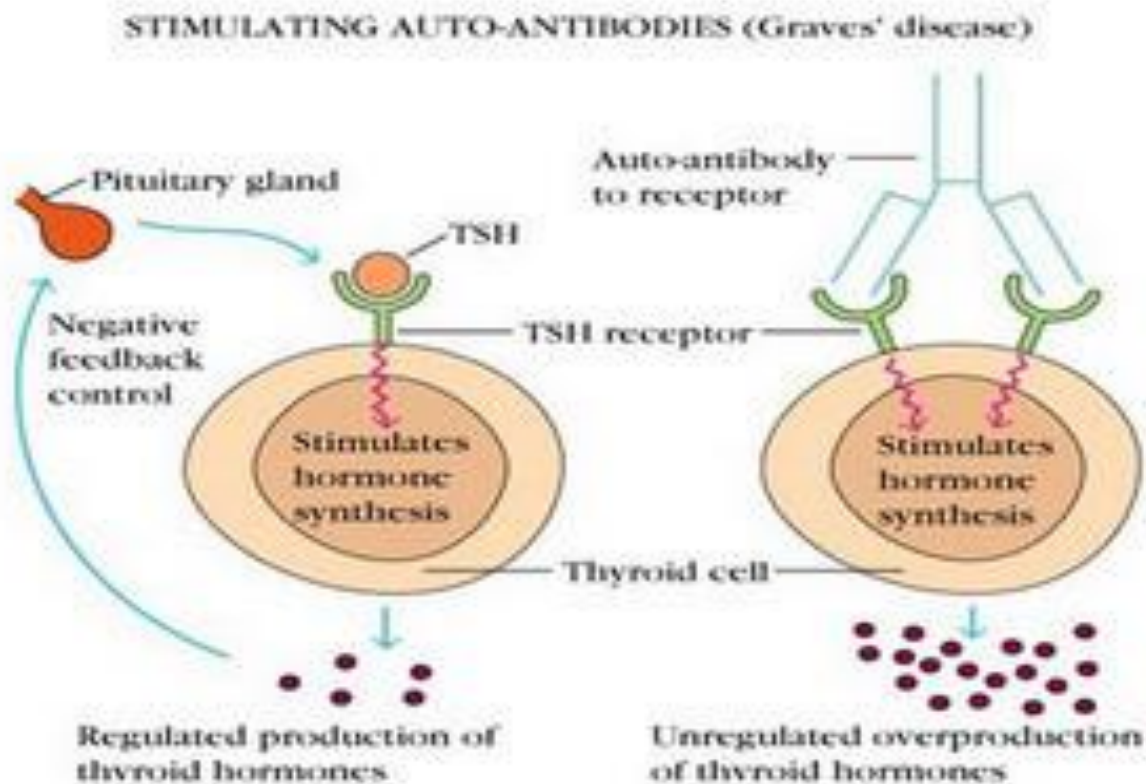 STIMULATING AUTO-ANTIBODIES (Graves' disease)
Pituitary gland
TSH
Auto-antibody
to receptor
Negative
feedback
control
TSH receptor
Stimulates
hormone
synthesis
Stimulates
hormone
synthesis
Thyroid cell
Regulated production of
thyroid hormones
Unregulated overproduction
of thyroid hormones